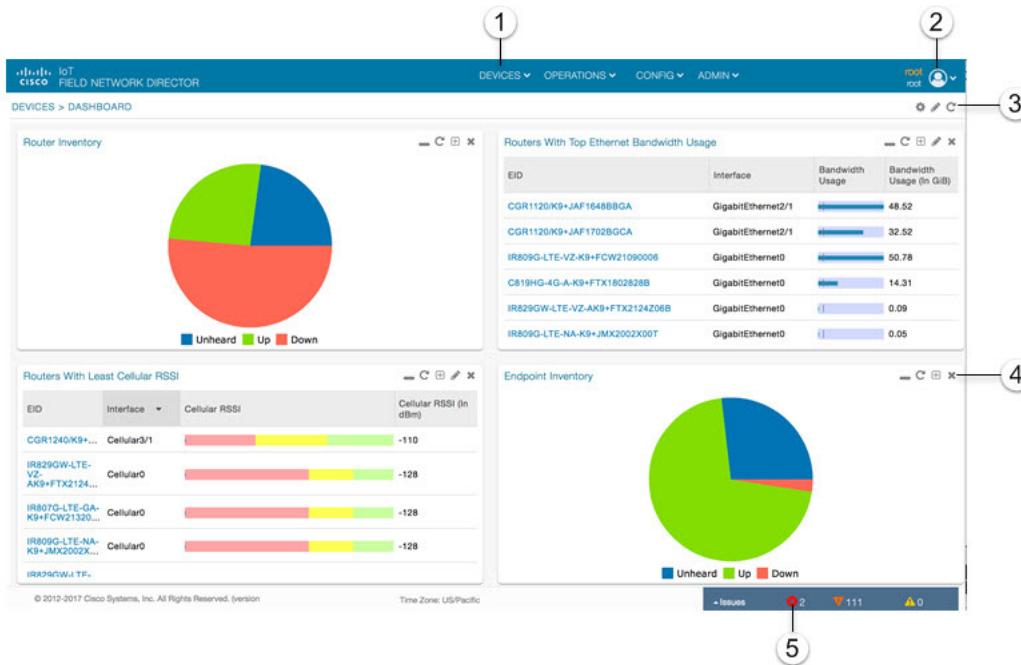 1
2
cisco IoT
FIELD NETWORK DIRECTOR
DEVICES OPERATIONS CONFIG ADMIN
root
root
DEVICES > DASHBOARD
3
Router Inventory
Unheard Up Down
Routers With Top Ethernet Bandwidth Usage
EID Interface Bandwidth Usage Bandwidth Usage (In GiB)
CGR1120/K9+JAF1648BBGA GigabitEthernet2/1 48.52
CGR1120/K9+JAF1702BGCA GigabitEthernet2/1 32.52
IR809G-LTE-VZ-K9+FCW21090006 GigabitEthernet0 50.78
C819HG-4G-A-K9+FTX1802828B GigabitEthernet0 14.31
IR829GW-LTE-VZ-AK9+FTX2124Z06B GigabitEthernet0 0.09
IR809G-LTE-NA-K9+JMX2002X00T GigabitEthernet0 0.05
Routers With Least Cellular RSSI
EID Interface Cellular RSSI Cellular RSSI (In dBm)
CGR1240/K9+... Cellular3/1 -110
IR829GW-LTE-VZ-AK9+FTX2124... Cellular0 -128
IR807G-LTE-GA-K9+FCW21320... Cellular0 -128
IR809G-LTE-NA-K9+JMX2002X... Cellular0 -128
IR829GW-LTE-
Endpoint Inventory
4
Unheard Up Down
© 2012-2017 Cisco Systems, Inc. All Rights Reserved. (version
Time Zone: US/Pacific
Issues 2 111 0
5